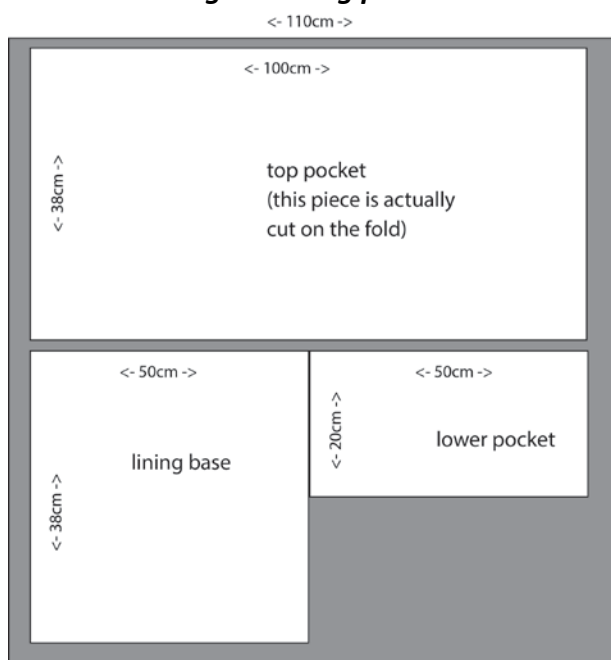 <- 110cm ->
<- 100cm ->
<- 38cm ->
top pocket
(this piece is actually
cut on the fold)
<- 50cm ->
<- 50cm ->
<- 20cm ->
lower pocket
lining base
<- 38cm ->